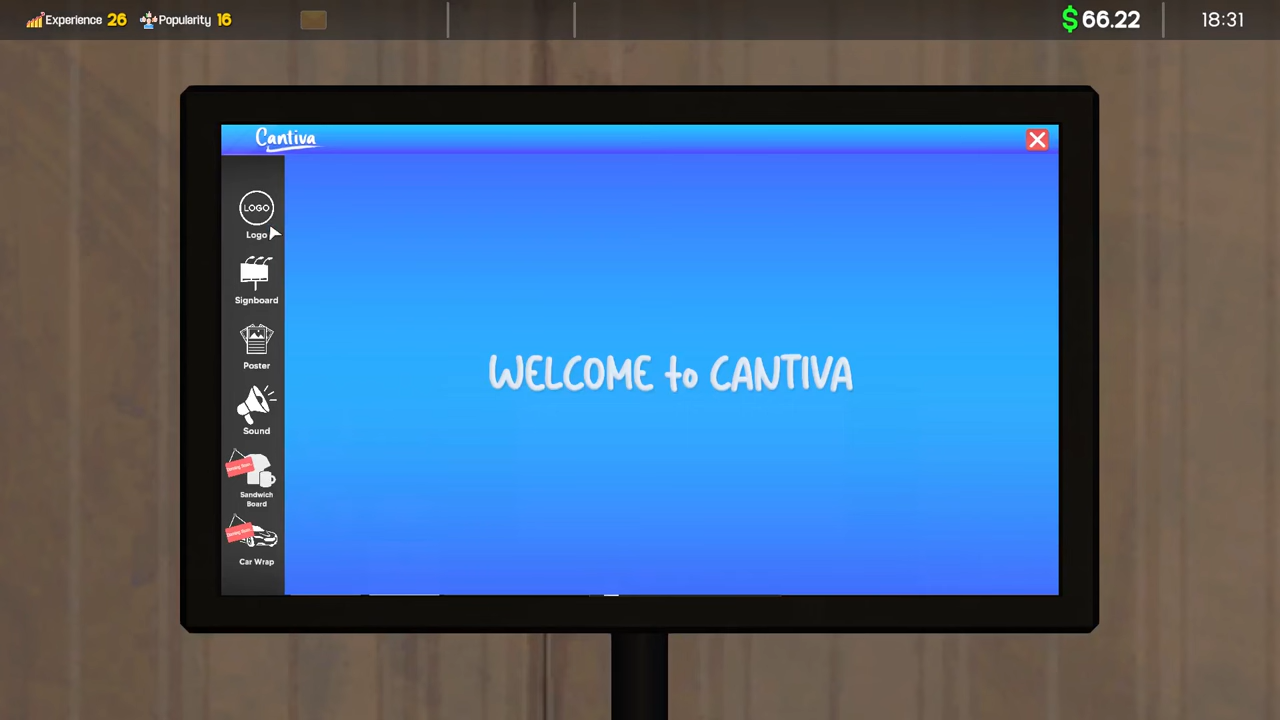 Experience 26 Popularity 16 $ 66.22 18:31
Cantiva
LOGO
Logo
Signboard
Poster
Sound
Sandwich
Board
Car Wrap
WELCOME to CANTIVA